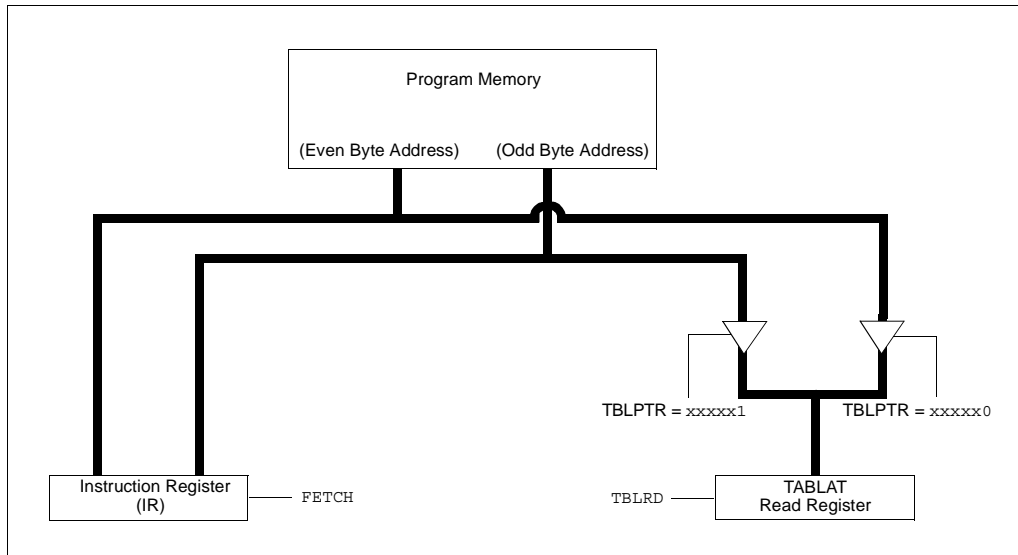 Program Memory
(Even Byte Address) (Odd Byte Address)
TBLPTR = xxxxx1
TBLPTR = xxxxx0
Instruction Register
(IR)
FETCH
TBLRD
TABLAT
Read Register